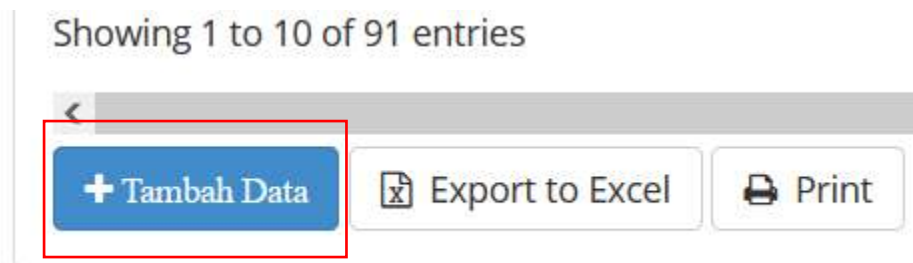 Showing 1 to 10 of 91 entries
Tambah Data Export to Excel Print